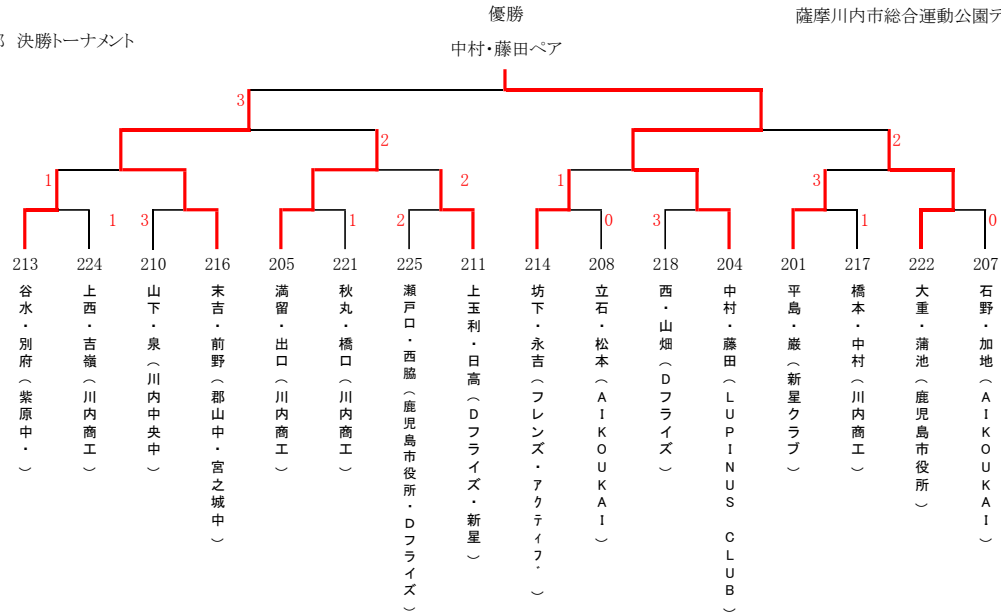 優勝
薩摩川内市総合運動公園テ
決勝トーナメント
中村・藤田ペア
3
2
2
1
2
1
3
1
3
1
2
0
3
1
0
213
224
210
216
205
221
225
211
214
208
218
204
201
217
222
207
谷水・別府（紫原中・）
上西・吉嶺（川内商工）
山下・泉（川内中央中）
末吉・前野（郡山中・宮之城中）
満留・出口（川内商工）
秋丸・橋口（川内商工）
瀬戸口・西脇（鹿児島市役所・Ｄフライズ）
上玉利・日高（Ｄフライズ・新星）
坊下・永吉（フレンズ・アクティブ）
立石・松本（ＡＩＫＯＵＫＡＩ）
西・山畑（Ｄフライズ）
中村・藤田（ＬＵＰＩＮＵＳ　ＣＬＵＢ）
平島・巌（新星クラブ）
橋本・中村（川内商工）
大重・蒲池（鹿児島市役所）
石野・加地（ＡＩＫＯＵＫＡＩ）